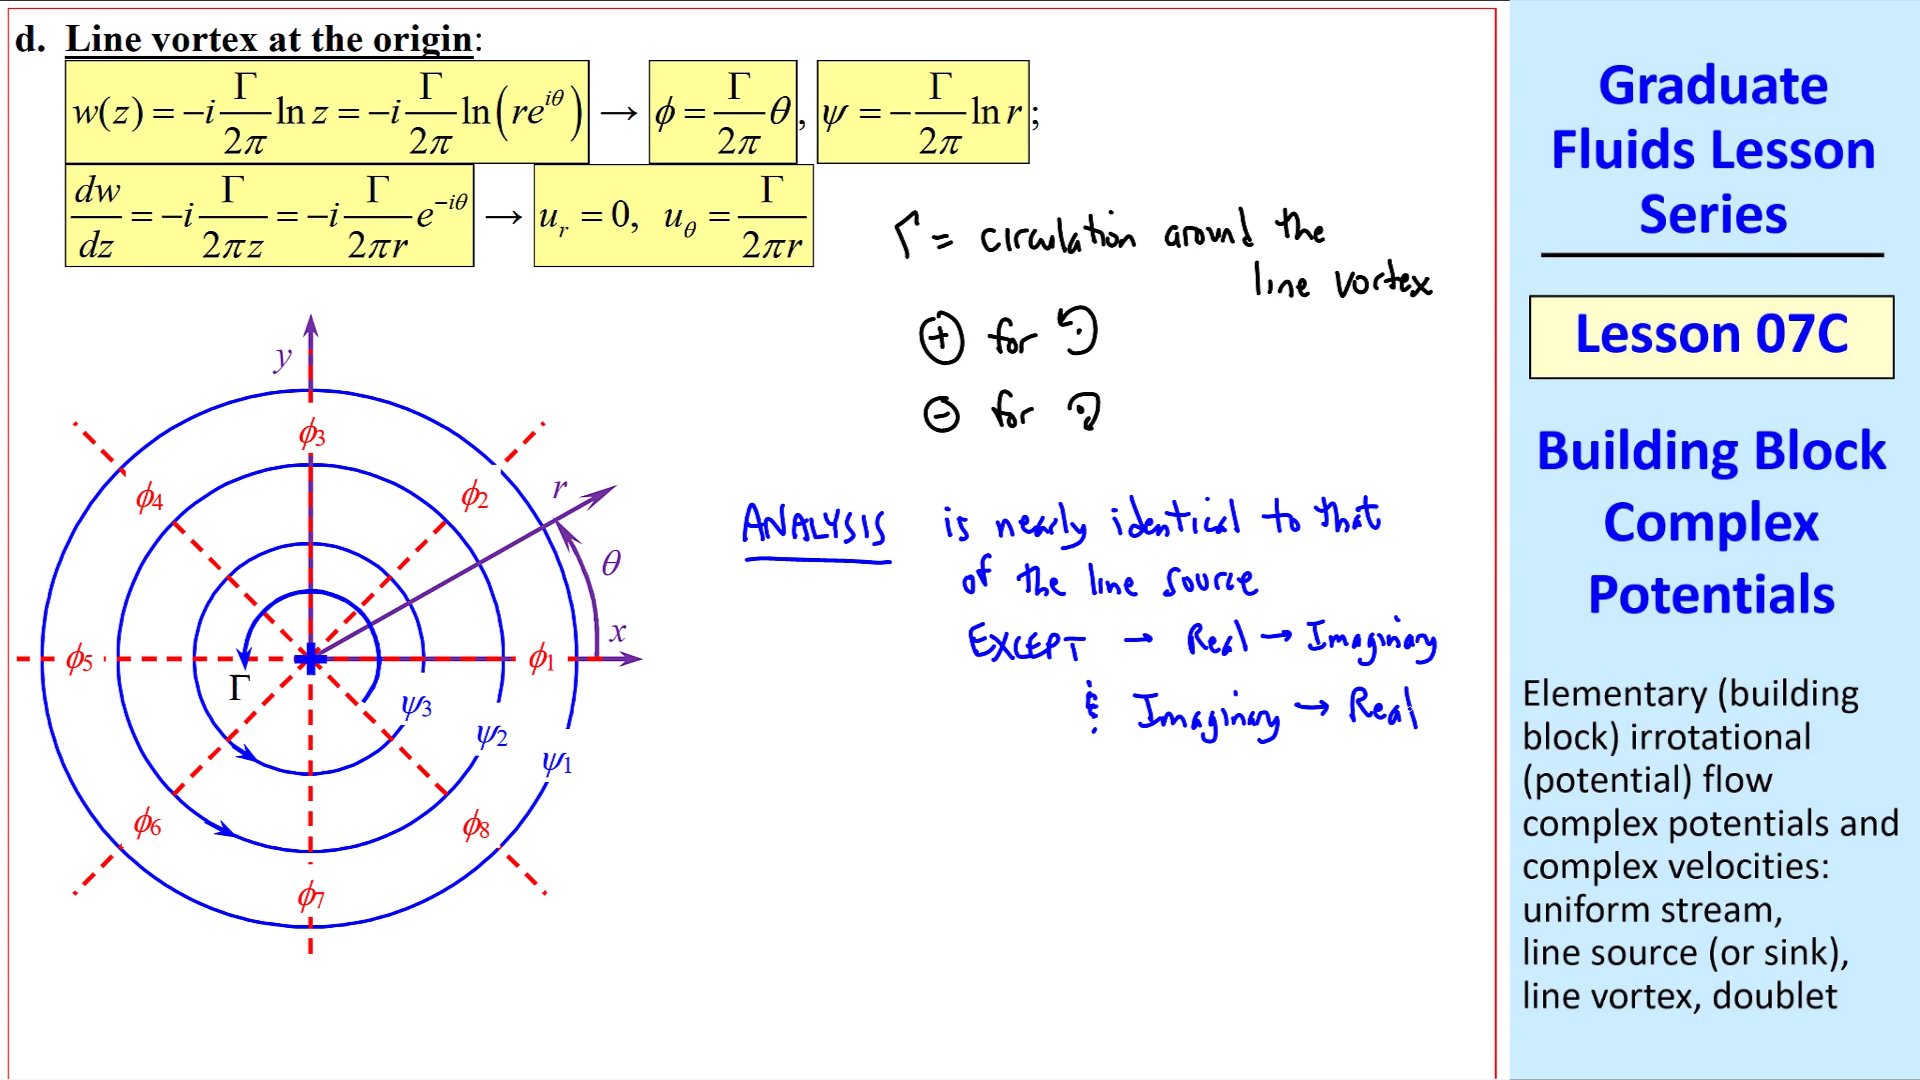 d. Line vortex at the origin:
w(z) = −i Γ/2π ln z = −i Γ/2π ln(re^{iθ}) → ϕ = Γ/2π θ, ψ = −Γ/2π ln r;
dw/dz = −i Γ/2πz = −i Γ/2πr e^{−iθ} → u_r = 0, u_θ = Γ/2πr
Γ = circulation around the
line vortex
⊕ for ↺
⊖ for ↻
ANALYSIS is nearly identical to that
of the line source
EXCEPT → Real → Imaginary
& Imaginary → Real
y
ϕ3
ϕ4
ϕ2
r
θ
x
ϕ5
ϕ1
Γ
ψ3
ψ2
ψ1
ϕ6
ϕ8
ϕ7
Graduate
Fluids Lesson
Series
Lesson 07C
Building Block
Complex
Potentials
Elementary (building
block) irrotational
(potential) flow
complex potentials and
complex velocities:
uniform stream,
line source (or sink),
line vortex, doublet